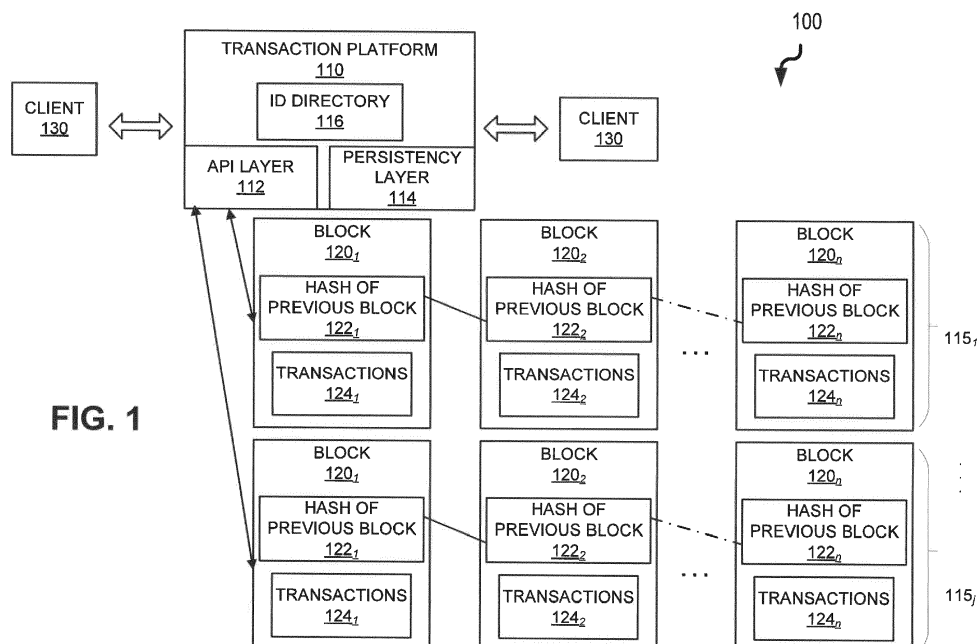 100
TRANSACTION PLATFORM
110
ID DIRECTORY
116
CLIENT
130
CLIENT
130
API LAYER
112
PERSISTENCY
LAYER
114
BLOCK
120₁
HASH OF
PREVIOUS BLOCK
122₁
TRANSACTIONS
124₁
BLOCK
120₂
HASH OF
PREVIOUS BLOCK
122₂
TRANSACTIONS
124₂
...
BLOCK
120ₙ
HASH OF
PREVIOUS BLOCK
122ₙ
TRANSACTIONS
124ₙ
115₁
FIG. 1
BLOCK
120₁
HASH OF
PREVIOUS BLOCK
122₁
TRANSACTIONS
124₁
BLOCK
120₂
HASH OF
PREVIOUS BLOCK
122₂
TRANSACTIONS
124₂
...
BLOCK
120ₙ
HASH OF
PREVIOUS BLOCK
122ₙ
TRANSACTIONS
124ₙ
115ⱼ